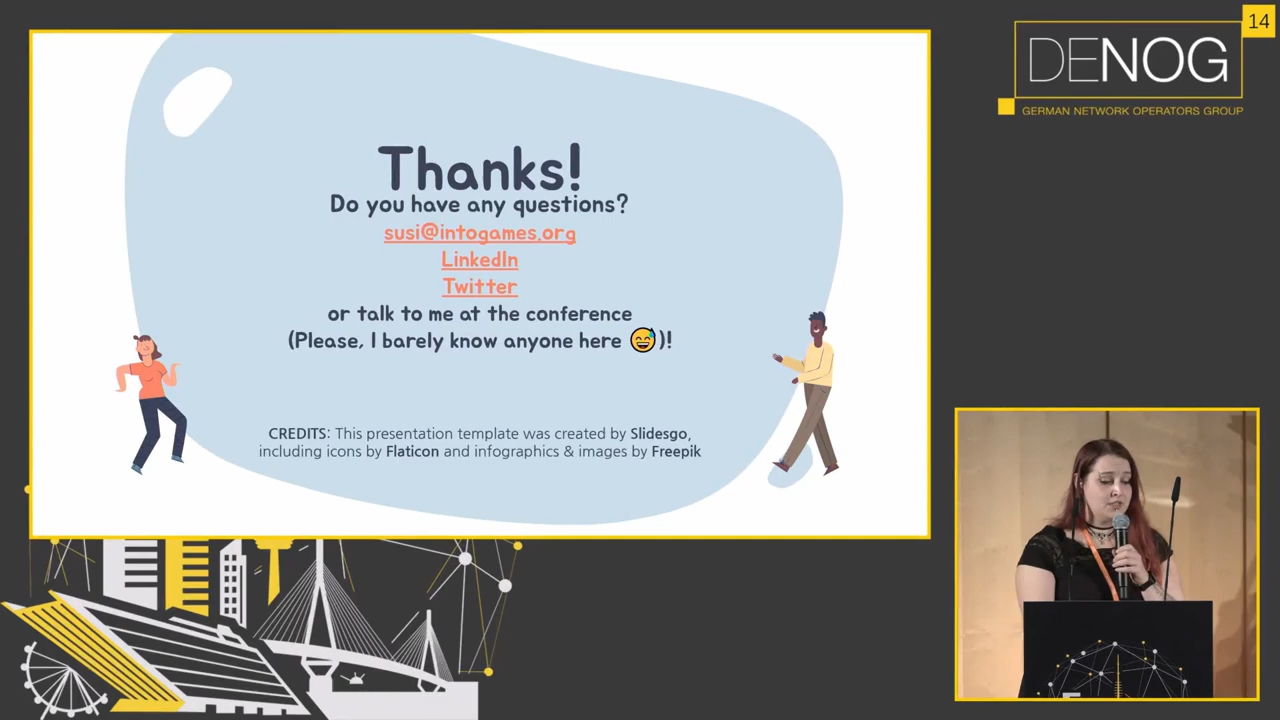 Thanks!
Do you have any questions?
susi@intogames.org
LinkedIn
Twitter
or talk to me at the conference
(Please, I barely know anyone here 😅)!
CREDITS: This presentation template was created by Slidesgo,
including icons by Flaticon and infographics & images by Freepik
14
DENOG
GERMAN NETWORK OPERATORS GROUP